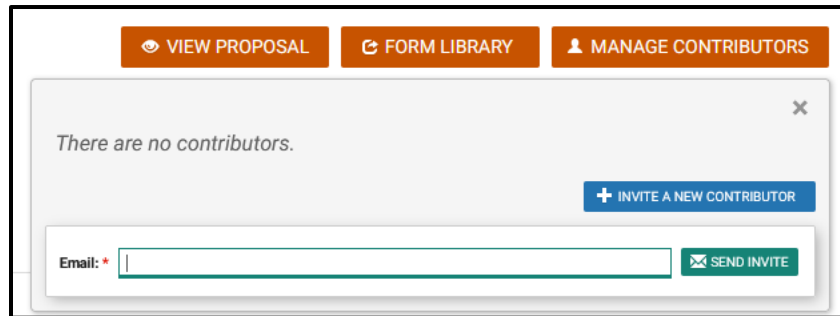 VIEW PROPOSAL
FORM LIBRARY
MANAGE CONTRIBUTORS
There are no contributors.
INVITE A NEW CONTRIBUTOR
Email: *
SEND INVITE